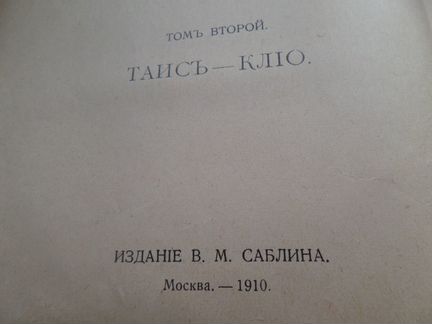 ТОМЪ ВТОРОЙ.
ТАИСЪ — КЛІО.
ИЗДАНІЕ В. М. САБЛИНА.
Москва. — 1910.